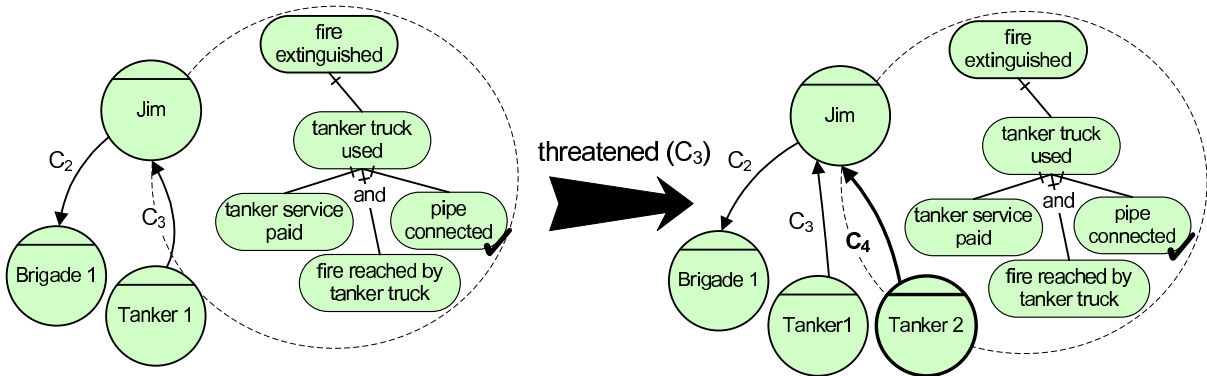 fire
extinguished
Jim
tanker truck
used
C2
and
C3
tanker service
paid
pipe
connected
Brigade 1
fire reached by
tanker truck
Tanker 1
threatened (C3)
fire
extinguished
Jim
tanker truck
used
C2
and
C3
C4
tanker service
paid
pipe
connected
Brigade 1
fire reached by
tanker truck
Tanker1
Tanker 2